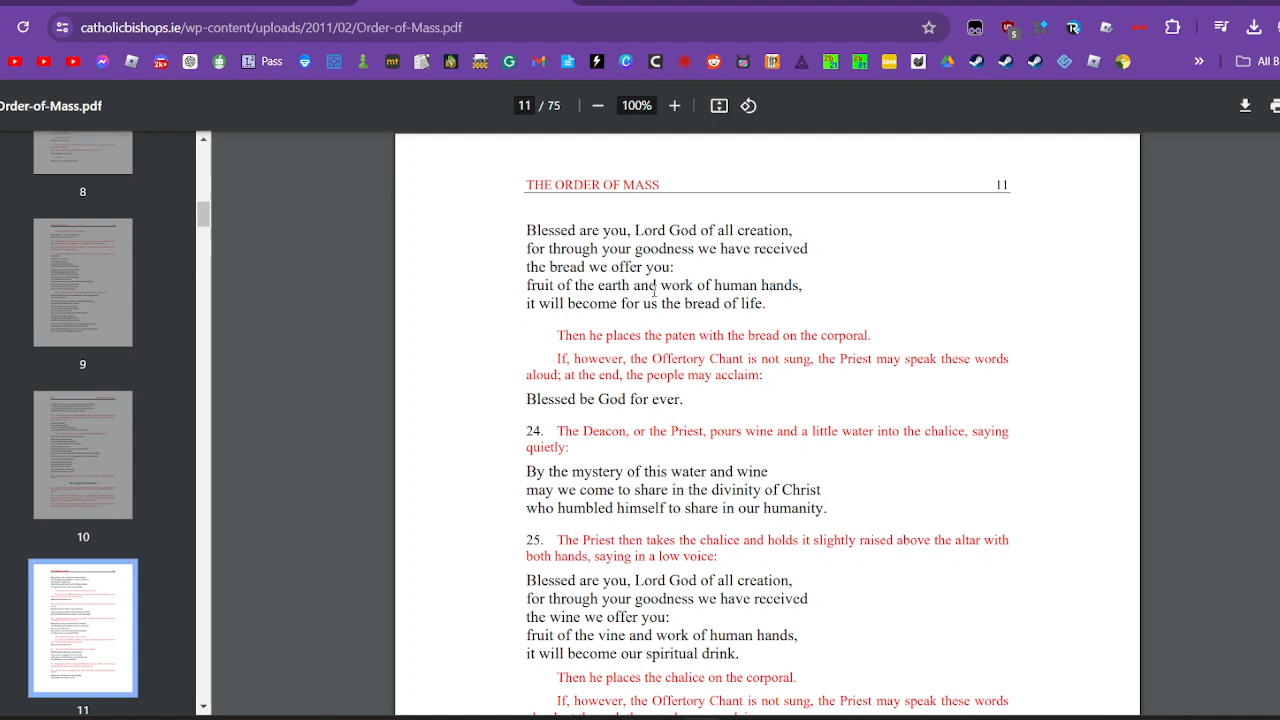 catholicbishops.ie/wp-content/uploads/2011/02/Order-of-Mass.pdf
5
2k+
Pass
mt
All B
Order-of-Mass.pdf
11 / 75
100%
8
9
10
11
THE ORDER OF MASS 11
Blessed are you, Lord God of all creation,
for through your goodness we have received
the bread we offer you:
fruit of the earth and work of human hands,
it will become for us the bread of life.
Then he places the paten with the bread on the corporal.
If, however, the Offertory Chant is not sung, the Priest may speak these words
aloud; at the end, the people may acclaim:
Blessed be God for ever.
24. The Deacon, or the Priest, pours wine and a little water into the chalice, saying
quietly:
By the mystery of this water and wine
may we come to share in the divinity of Christ
who humbled himself to share in our humanity.
25. The Priest then takes the chalice and holds it slightly raised above the altar with
both hands, saying in a low voice:
Blessed are you, Lord God of all creation,
for through your goodness we have received
the wine we offer you:
fruit of the vine and work of human hands,
it will become our spiritual drink.
Then he places the chalice on the corporal.
If, however, the Offertory Chant is not sung, the Priest may speak these words